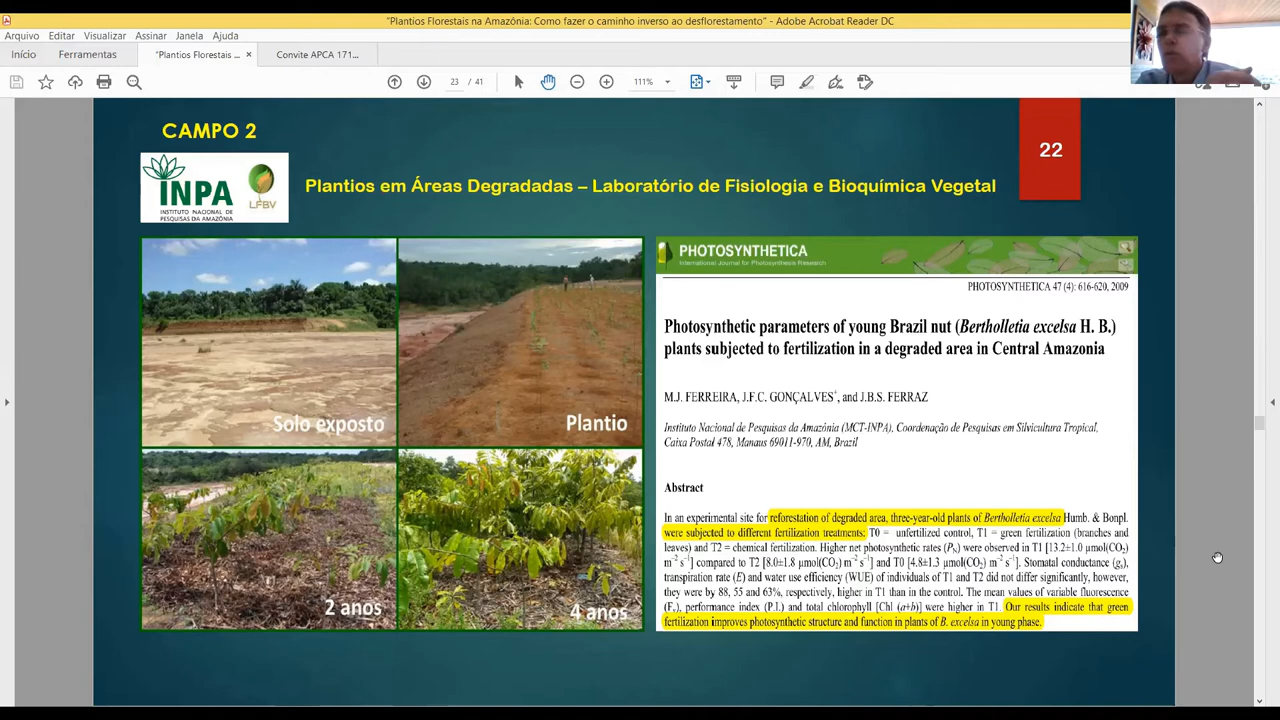 "Plantios Florestais na Amazônia: Como fazer o caminho inverso ao desflorestamento" - Adobe Acrobat Reader DC
Arquivo Editar Visualizar Assinar Janela Ajuda
Início Ferramentas "Plantios Florestais ... × Convite APCA 171...
23 / 41 111%
CAMPO 2
22
INPA
INSTITUTO NACIONAL DE
PESQUISAS DA AMAZÔNIA
LFBV
Plantios em Áreas Degradadas – Laboratório de Fisiologia e Bioquímica Vegetal
Solo exposto
Plantio
2 anos
4 anos
PHOTOSYNTHETICA
International Journal for Photosynthesis Research
PHOTOSYNTHETICA 47 (4): 616-620, 2009
Photosynthetic parameters of young Brazil nut (Bertholletia excelsa H. B.)
plants subjected to fertilization in a degraded area in Central Amazonia
M.J. FERREIRA, J.F.C. GONÇALVES+, and J.B.S. FERRAZ
Instituto Nacional de Pesquisas da Amazônia (MCT-INPA), Coordenação de Pesquisas em Silvicultura Tropical,
Caixa Postal 478, Manaus 69011-970, AM, Brazil
Abstract
In an experimental site for reforestation of degraded area, three-year-old plants of Bertholletia excelsa Humb. & Bonpl.
were subjected to different fertilization treatments: T0 = unfertilized control, T1 = green fertilization (branches and
leaves) and T2 = chemical fertilization. Higher net photosynthetic rates (PN) were observed in T1 [13.2±1.0 µmol(CO2)
m−2 s−1] compared to T2 [8.0±1.8 µmol(CO2) m−2 s−1] and T0 [4.8±1.3 µmol(CO2) m−2 s−1]. Stomatal conductance (gs),
transpiration rate (E) and water use efficiency (WUE) of individuals of T1 and T2 did not differ significantly, however,
they were by 88, 55 and 63%, respectively, higher in T1 than in the control. The mean values of variable fluorescence
(Fv), performance index (P.I.) and total chlorophyll [Chl (a+b)] were higher in T1. Our results indicate that green
fertilization improves photosynthetic structure and function in plants of B. excelsa in young phase.